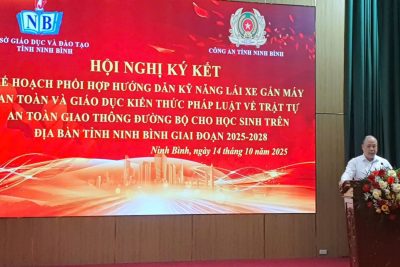 SỞ GIÁO DỤC VÀ ĐÀO TẠO
TỈNH NINH BÌNH
NB
CÔNG AN TỈNH NINH BÌNH
HỘI NGHỊ KÝ KẾT
KẾ HOẠCH PHỐI HỢP HƯỚNG DẪN KỸ NĂNG LÁI XE GẮN MÁY
AN TOÀN VÀ GIÁO DỤC KIẾN THỨC PHÁP LUẬT VỀ TRẬT TỰ
AN TOÀN GIAO THÔNG ĐƯỜNG BỘ CHO HỌC SINH TRÊN
ĐỊA BÀN TỈNH NINH BÌNH GIAI ĐOẠN 2025-2028
Ninh Bình, ngày 14 tháng 10 năm 2025